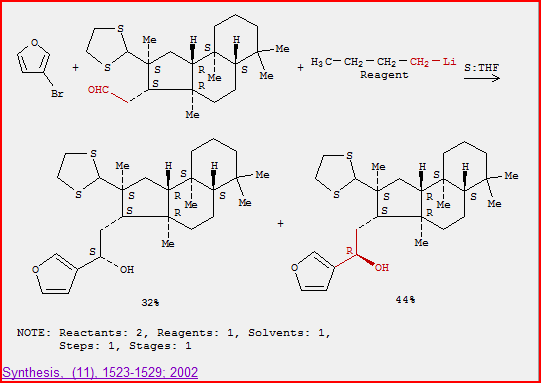 S
S
Me
H
S
H
O
Br
+
OHC
S
S
R
R
S
Me
Me
Me
Me
+
H₃C
CH₂–Li
Reagent
S:THF
S
S
Me
H
S
H
S
S
R
R
S
Me
Me
Me
Me
O
S
OH
32%
+
S
S
Me
H
S
H
S
S
R
R
S
Me
Me
Me
Me
O
R
OH
44%
NOTE: Reactants: 2, Reagents: 1, Solvents: 1,
Steps: 1, Stages: 1
Synthesis, (11), 1523-1529; 2002